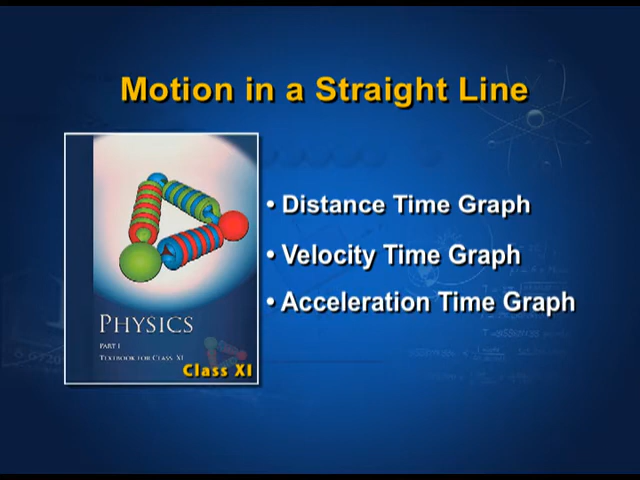 Motion in a Straight Line
• Distance Time Graph
• Velocity Time Graph
• Acceleration Time Graph
PHYSICS
PART I
TEXTBOOK FOR CLASS XI
Class XI